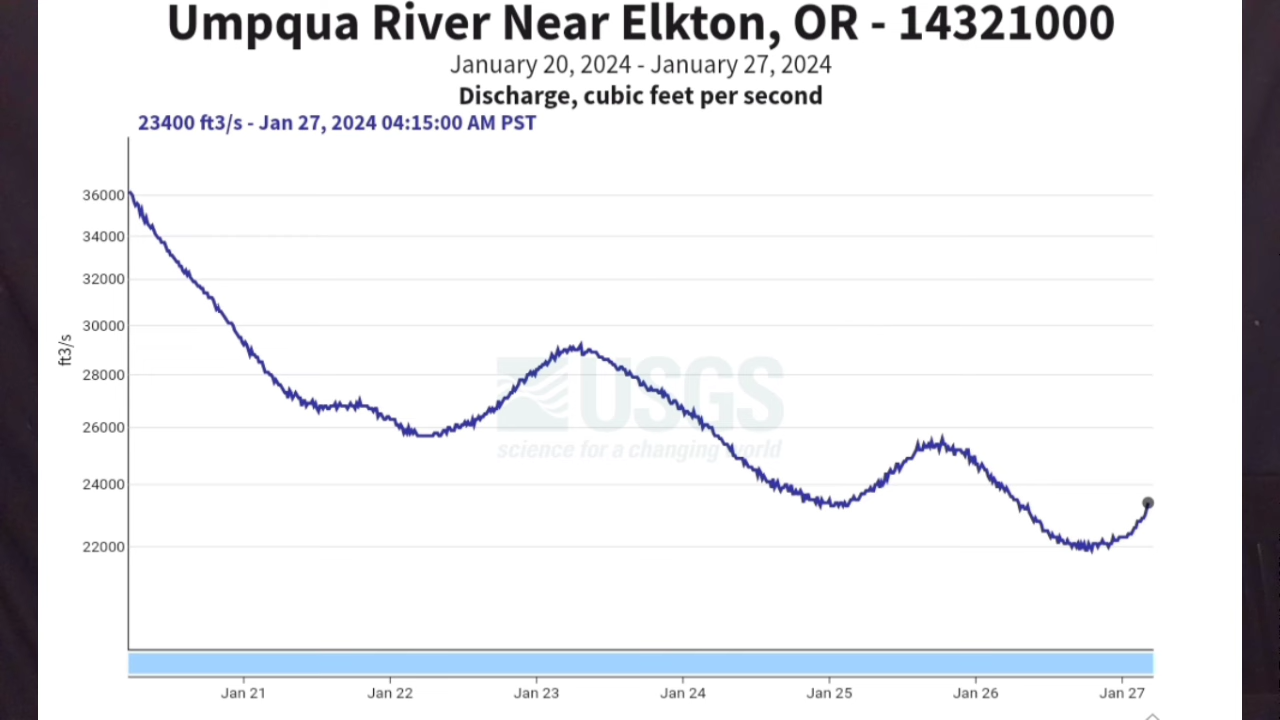 Umpqua River Near Elkton, OR - 14321000
January 20, 2024 - January 27, 2024
Discharge, cubic feet per second
23400 ft3/s - Jan 27, 2024 04:15:00 AM PST
36000
34000
32000
30000
ft3/s
28000
26000
24000
22000
USGS
science for a changing world
Jan 21
Jan 22
Jan 23
Jan 24
Jan 25
Jan 26
Jan 27